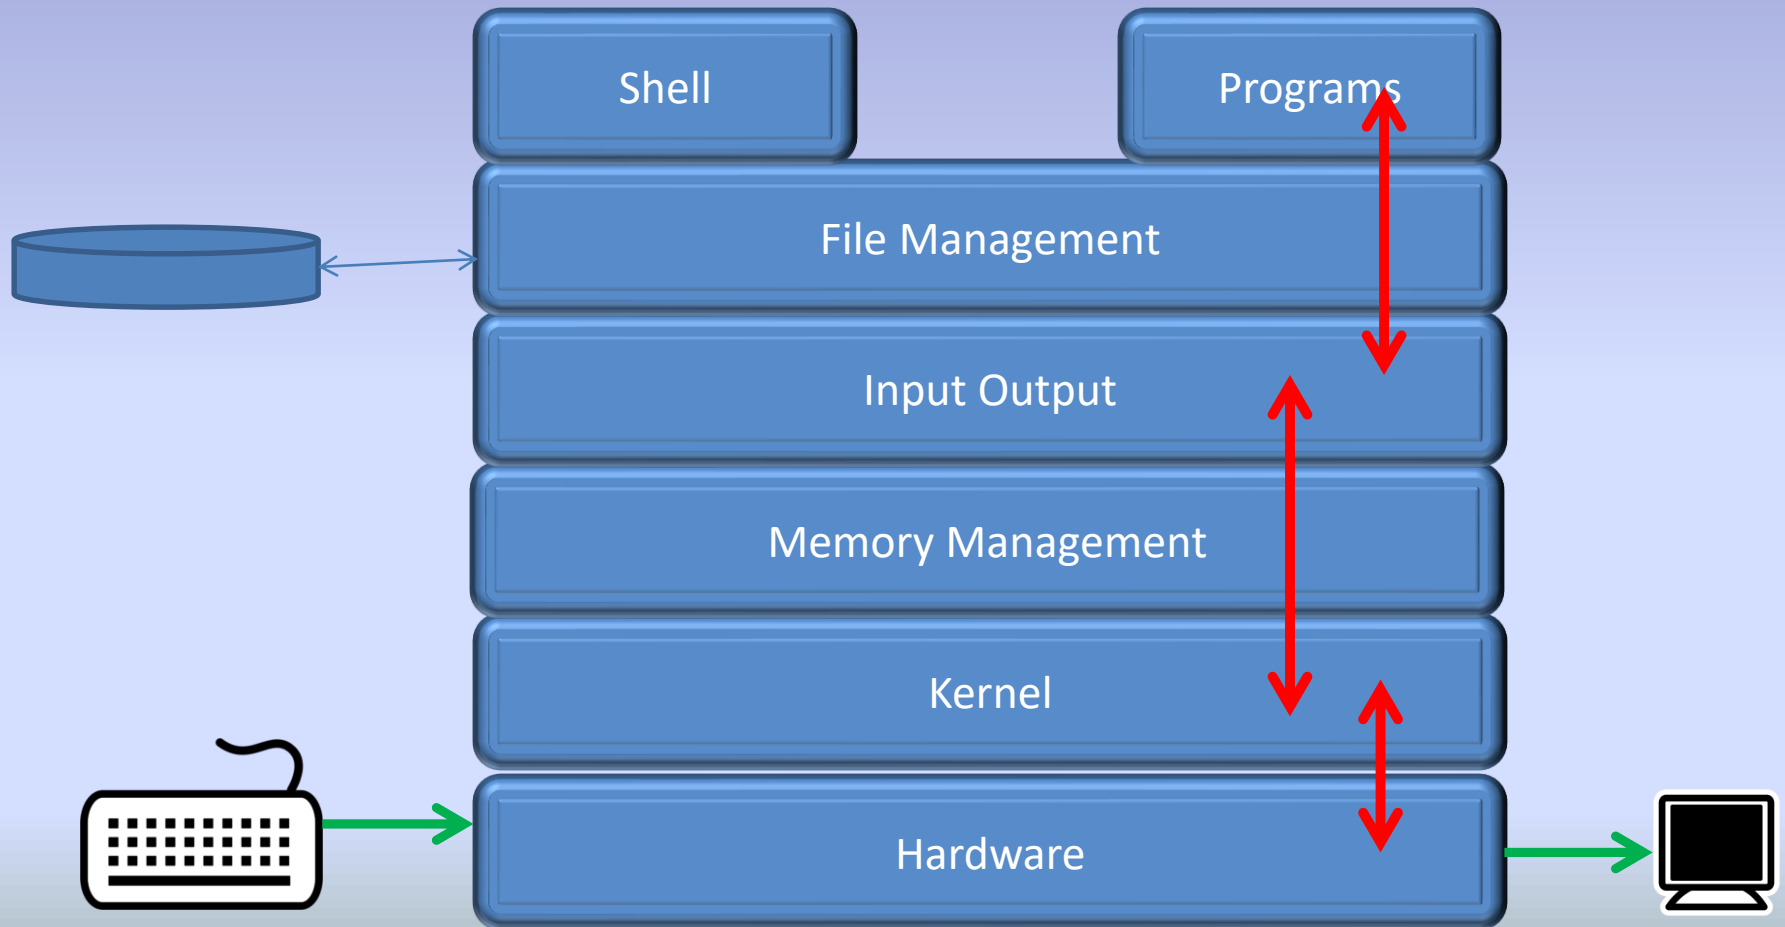 Shell
Programs
File Management
Input Output
Memory Management
Kernel
Hardware